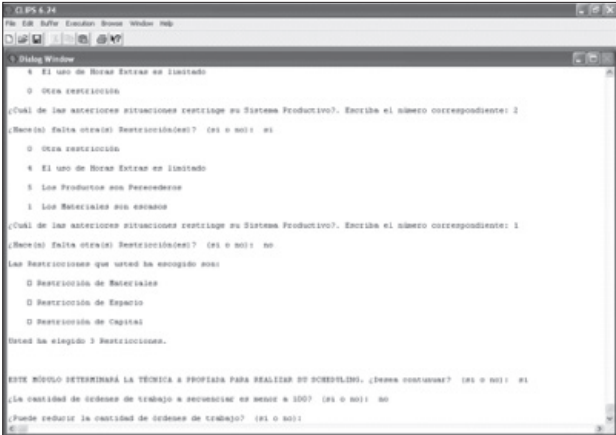 CLIPS 6.24
File Edit Buffer Execution Browse Window Help
Dialog Window
4 El uso de Horas Extras es limitado
0 Otra restricción
¿Cuál de las anteriores situaciones restringe su Sistema Productivo?. Escriba el número correspondiente: 2
¿Hace(n) falta otra(s) Restricción(es)? (si o no): si
0 Otra restricción
4 El uso de Horas Extras es limitado
5 Los Productos son Perecederos
1 Los Materiales son escasos
¿Cuál de las anteriores situaciones restringe su Sistema Productivo?. Escriba el número correspondiente: 1
¿Hace(n) falta otra(s) Restricción(es)? (si o no): no
Las Restricciones que usted ha escogido son:
□ Restricción de Materiales
□ Restricción de Espacio
□ Restricción de Capital
Usted ha elegido 3 Restricciones.
ESTE MÓDULO DETERMINARÁ LA TÉCNICA A PROPIADA PARA REALIZAR SU SCHEDULING. ¿Desea contunuar? (si o no): si
¿La cantidad de órdenes de trabajo a secuenciar es menor a 100? (si o no): no
¿Puede reducir la cantidad de órdenes de trabajo? (si o no):